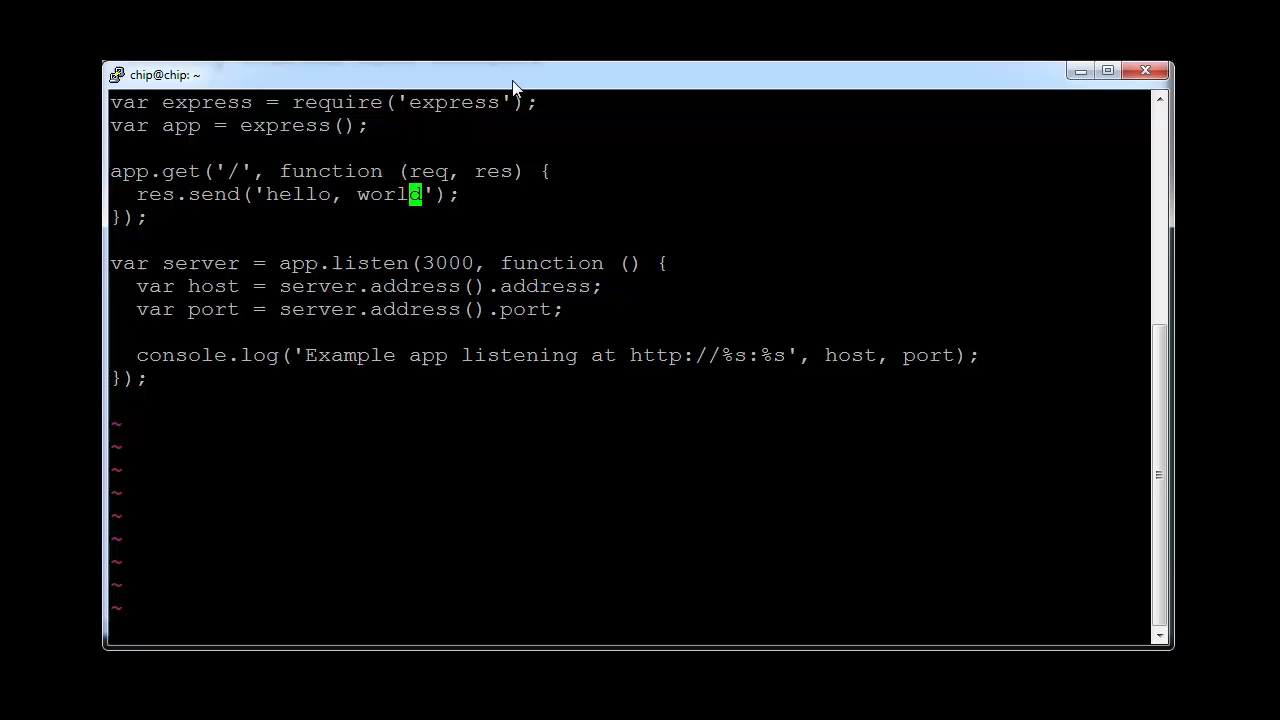 chip@chip: ~
var express = require('express');
var app = express();
app.get('/', function (req, res) {
  res.send('hello, world');
});
var server = app.listen(3000, function () {
  var host = server.address().address;
  var port = server.address().port;
  console.log('Example app listening at http://%s:%s', host, port);
});
~
~
~
~
~
~
~
~
~